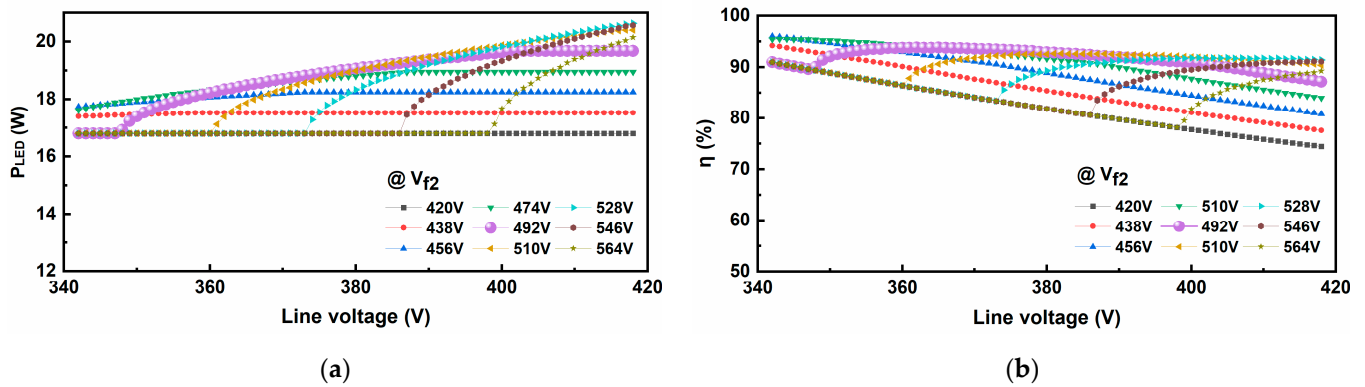 20
18
16
14
12
P_LED (W)
@ V_f2
420V 474V 528V
438V 492V 546V
456V 510V 564V
340 360 380 400 420
Line voltage (V)
(a)
100
90
80
70
60
50
η (%)
@ V_f2
420V 510V 528V
438V 492V 546V
456V 510V 564V
340 360 380 400 420
Line voltage (V)
(b)